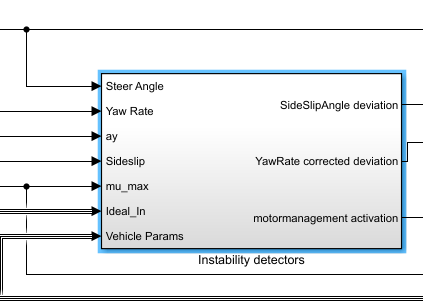 Steer Angle
Yaw Rate
ay
Sideslip
mu_max
Ideal_In
Vehicle Params
SideSlipAngle deviation
YawRate corrected deviation
motormanagement activation
Instability detectors